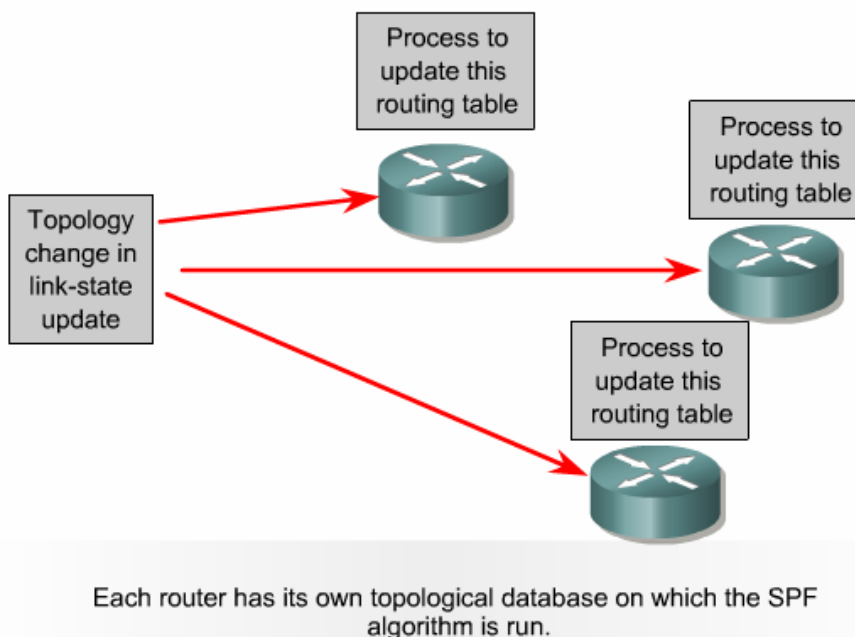 Process to
update this
routing table
Process to
update this
routing table
Topology
change in
link-state
update
Process to
update this
routing table
Each router has its own topological database on which the SPF
algorithm is run.